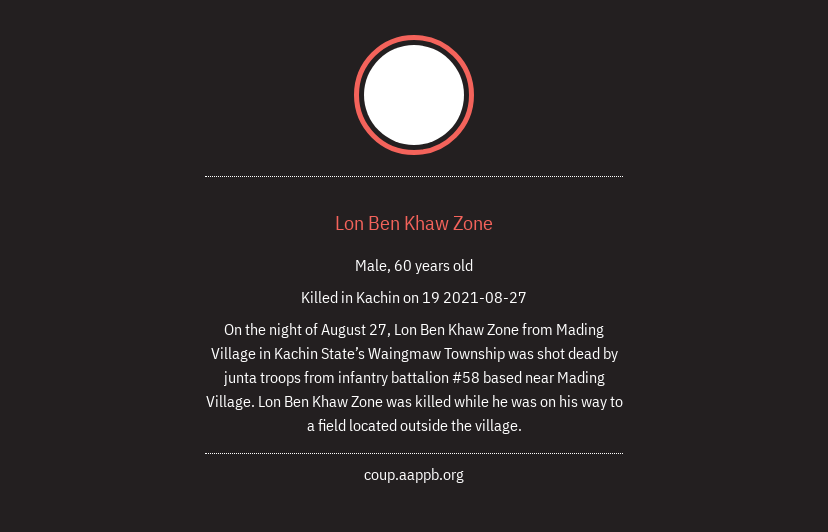 Lon Ben Khaw Zone
Male, 60 years old
Killed in Kachin on 19 2021-08-27
On the night of August 27, Lon Ben Khaw Zone from Mading
Village in Kachin State’s Waingmaw Township was shot dead by
junta troops from infantry battalion #58 based near Mading
Village. Lon Ben Khaw Zone was killed while he was on his way to
a field located outside the village.
coup.aappb.org